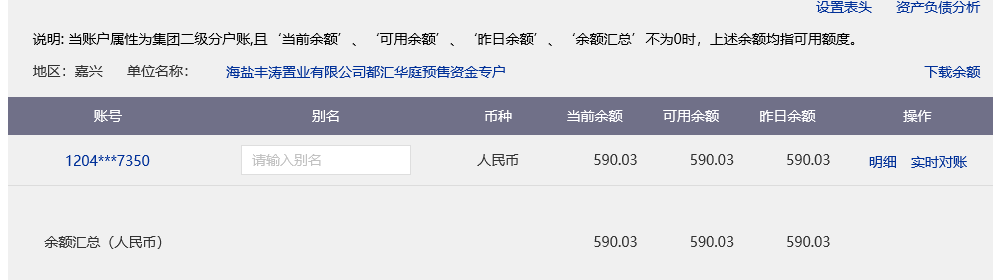 设置表头 资产负债分析
说明: 当账户属性为集团二级分户账,且‘当前余额’、‘可用余额’、‘昨日余额’、‘余额汇总’不为0时，上述余额均指可用额度。
地区：嘉兴 单位名称： 海盐丰涛置业有限公司都汇华庭预售资金专户 下载余额
账号 别名 币种 当前余额 可用余额 昨日余额 操作
1204***7350 请输入别名 人民币 590.03 590.03 590.03 明细 实时对账
余额汇总（人民币） 590.03 590.03 590.03